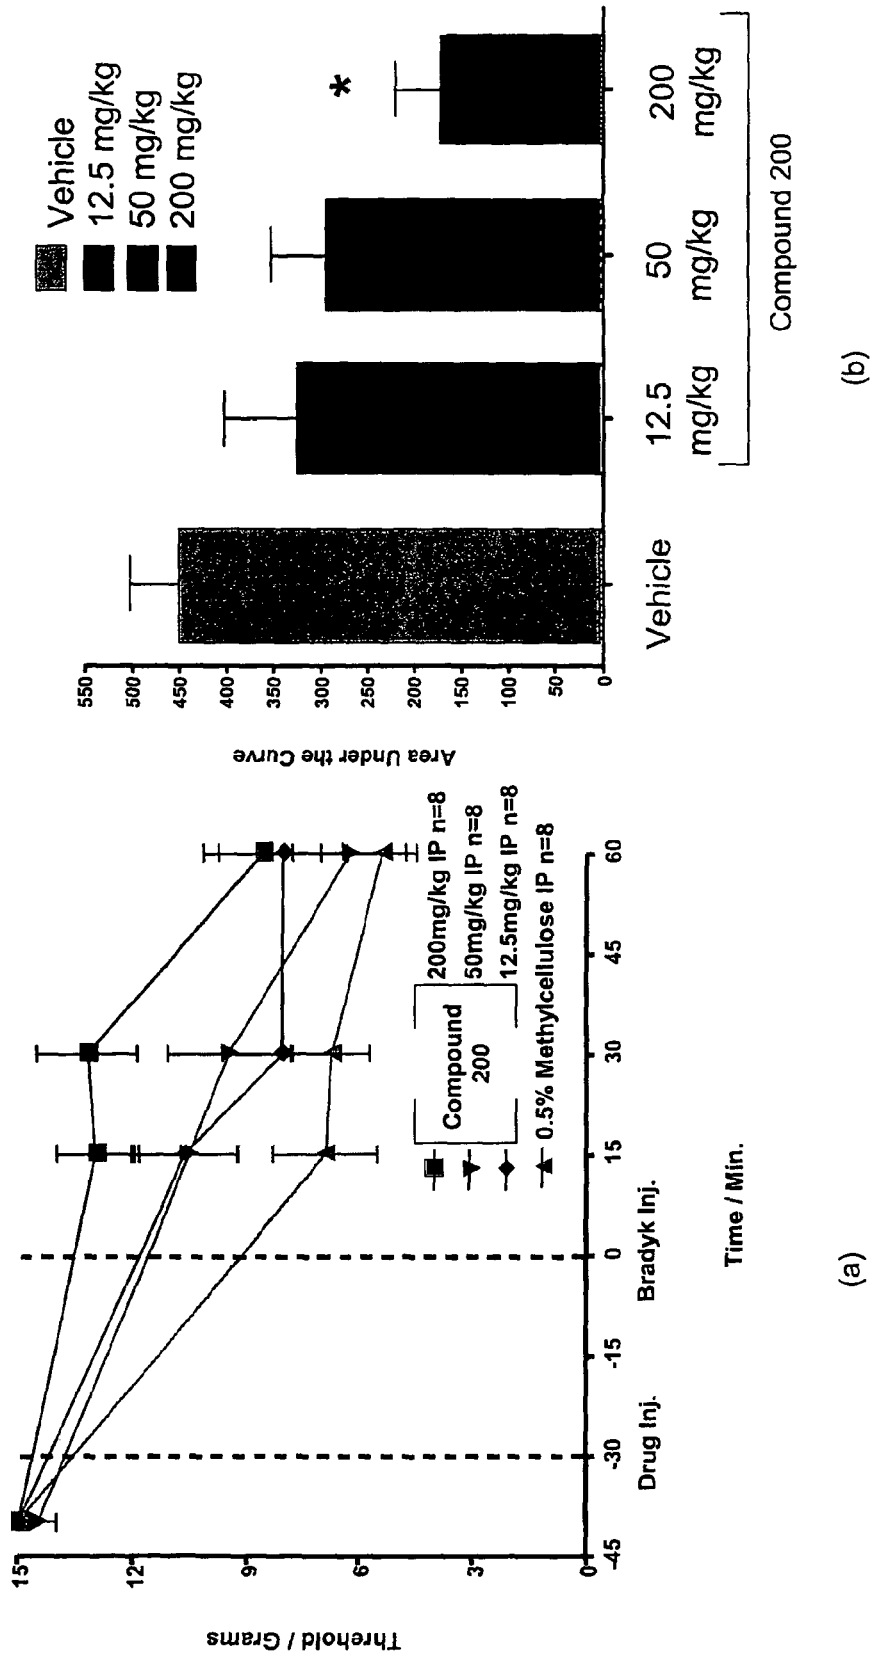 Threhold / Grams
15
12
9
6
3
0
-45
-30
-15
0
15
30
45
60
Drug Inj.
Bradyk Inj.
Time / Min.
Compound
200
200mg/kg IP n=8
50mg/kg IP n=8
12.5mg/kg IP n=8
0.5% Methylcellulose IP n=8
(a)
Area Under the Curve
550
500
450
400
350
300
250
200
150
100
50
0
Vehicle
12.5 mg/kg
50 mg/kg
200 mg/kg
*
Vehicle
12.5
mg/kg
50
mg/kg
200
mg/kg
Compound 200
(b)